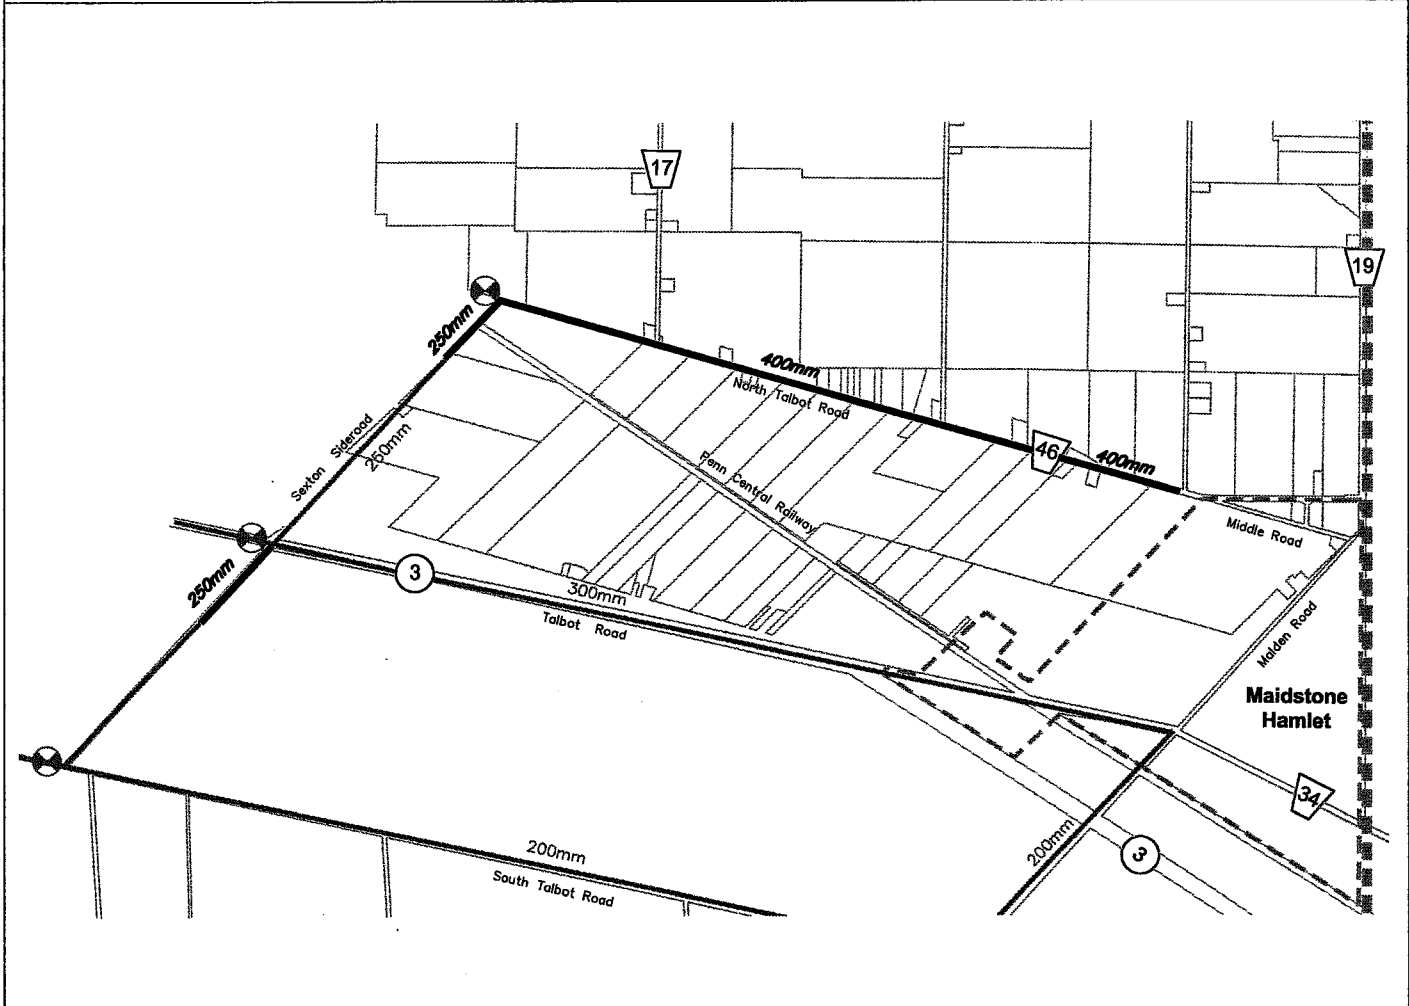 17
19
250mm
400mm
North Talbot Road
Sexton Sideroad
250mm
46
400mm
Penn Central Railway
Middle Road
250mm
3
300mm
Talbot Road
Malden Road
Maidstone
Hamlet
34
200mm
3
200mm
South Talbot Road